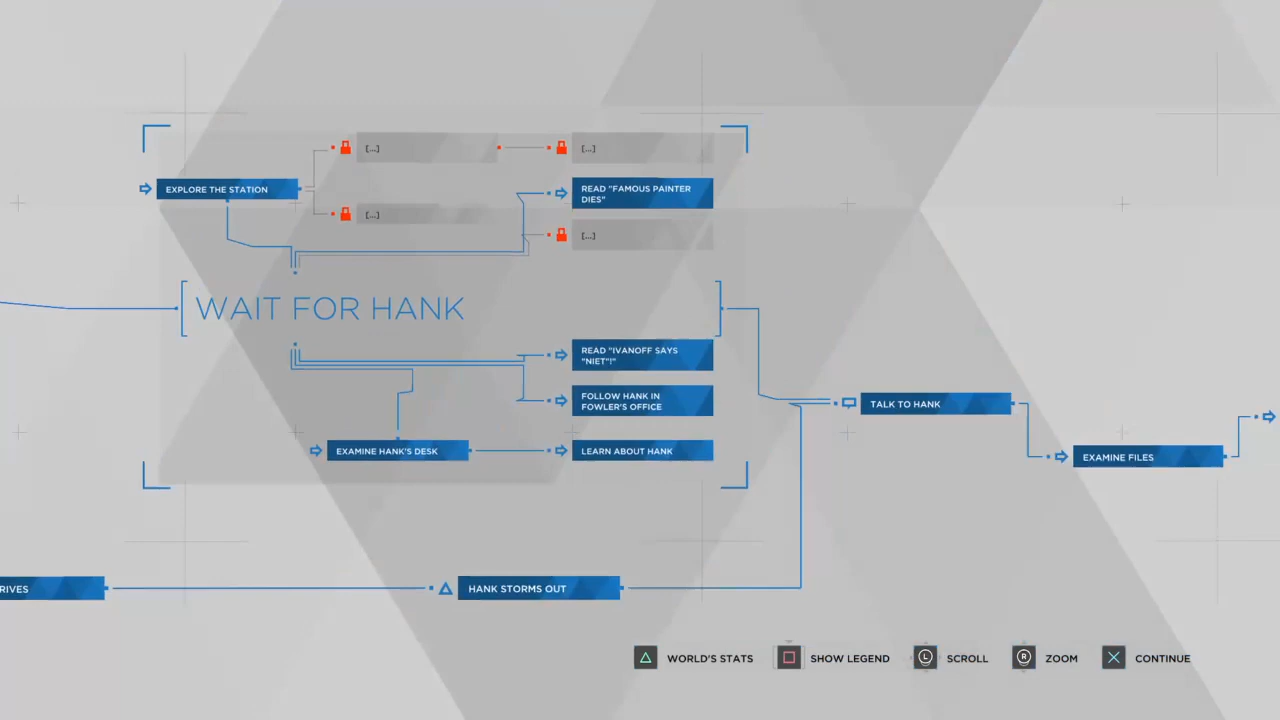 [...]
[...]
EXPLORE THE STATION
READ "FAMOUS PAINTER
DIES"
[...]
[...]
WAIT FOR HANK
READ "IVANOFF SAYS
"NIET"!"
FOLLOW HANK IN
FOWLER'S OFFICE
TALK TO HANK
EXAMINE HANK'S DESK
LEARN ABOUT HANK
EXAMINE FILES
RIVES
HANK STORMS OUT
WORLD'S STATS
SHOW LEGEND
L
SCROLL
R
ZOOM
CONTINUE